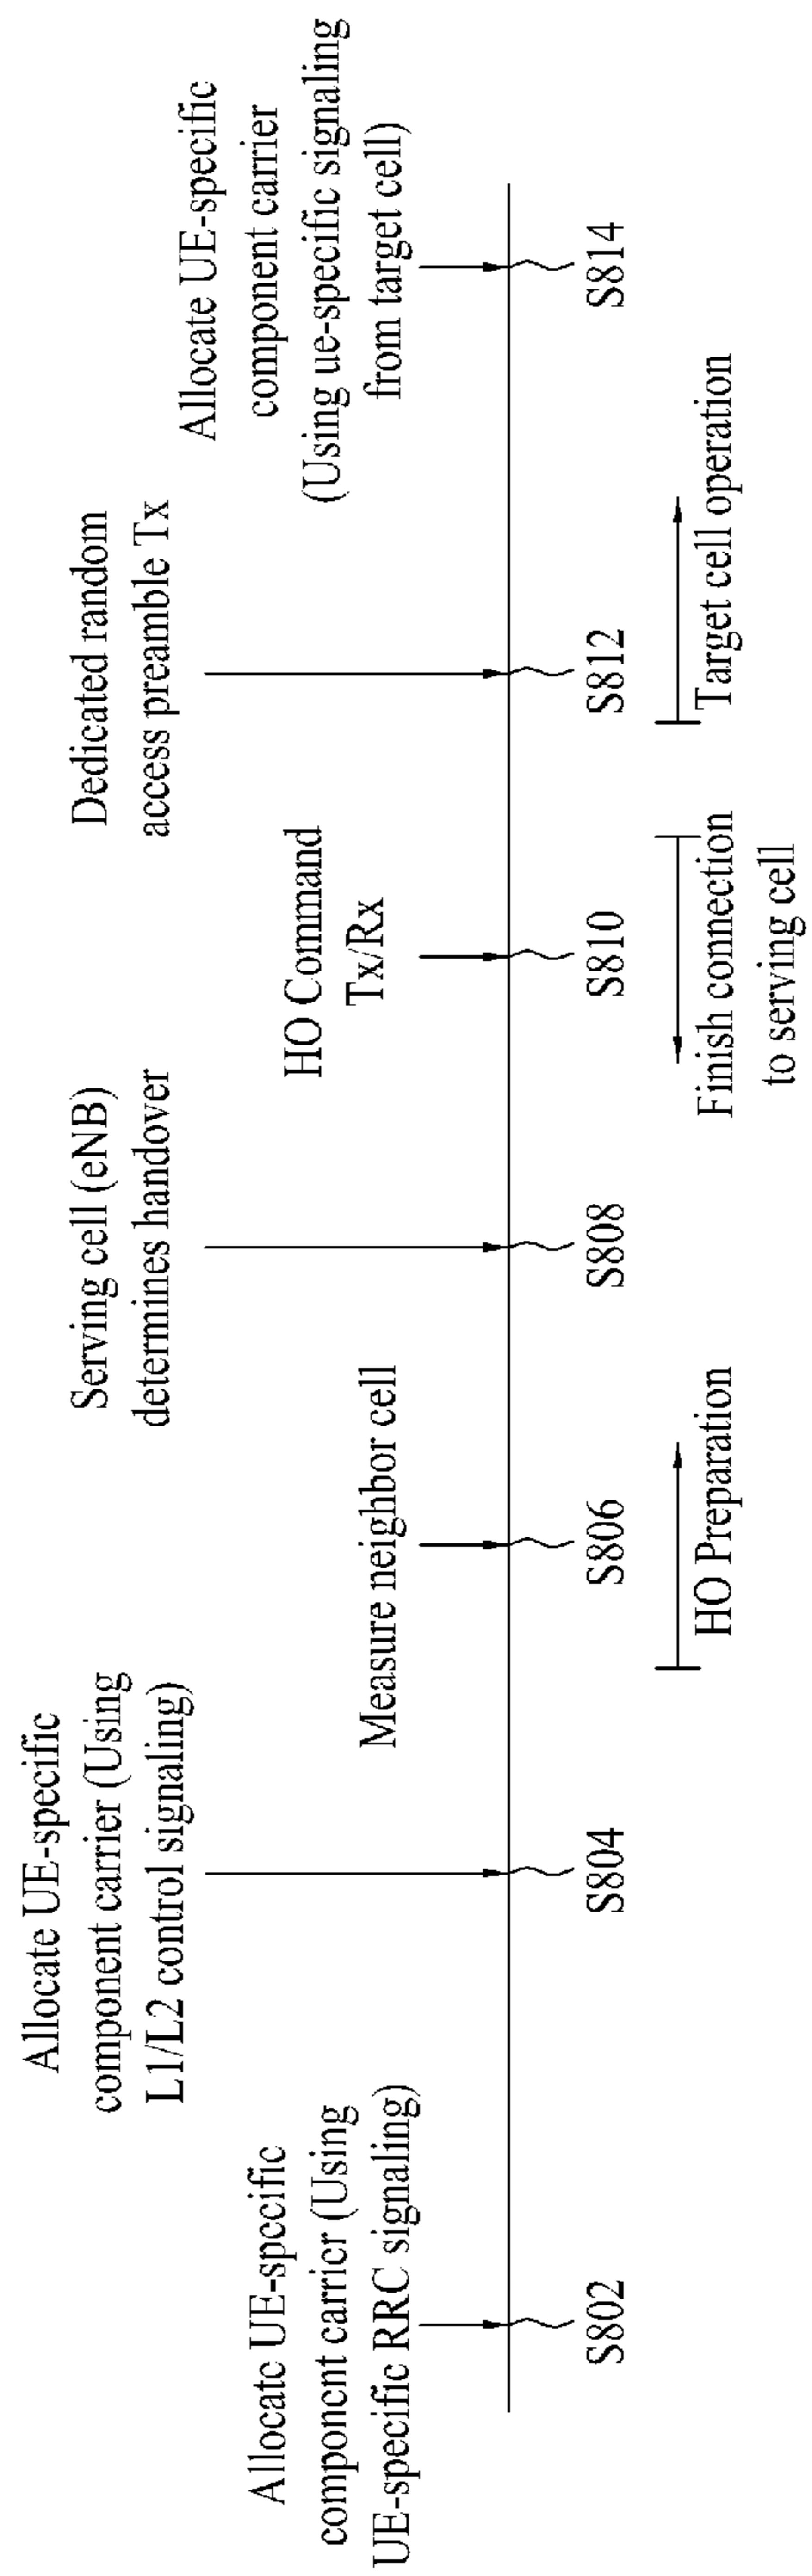 Allocate UE-specific
component carrier (Using
UE-specific RRC signaling)
S802
Allocate UE-specific
component carrier (Using
L1/L2 control signaling)
S804
Measure neighbor cell
S806
HO Preparation
Serving cell (eNB)
determines handover
S808
HO Command
Tx/Rx
S810
Finish connection
to serving cell
Dedicated random
access preamble Tx
S812
Target cell operation
Allocate UE-specific
component carrier
(Using ue-specific signaling
from target cell)
S814